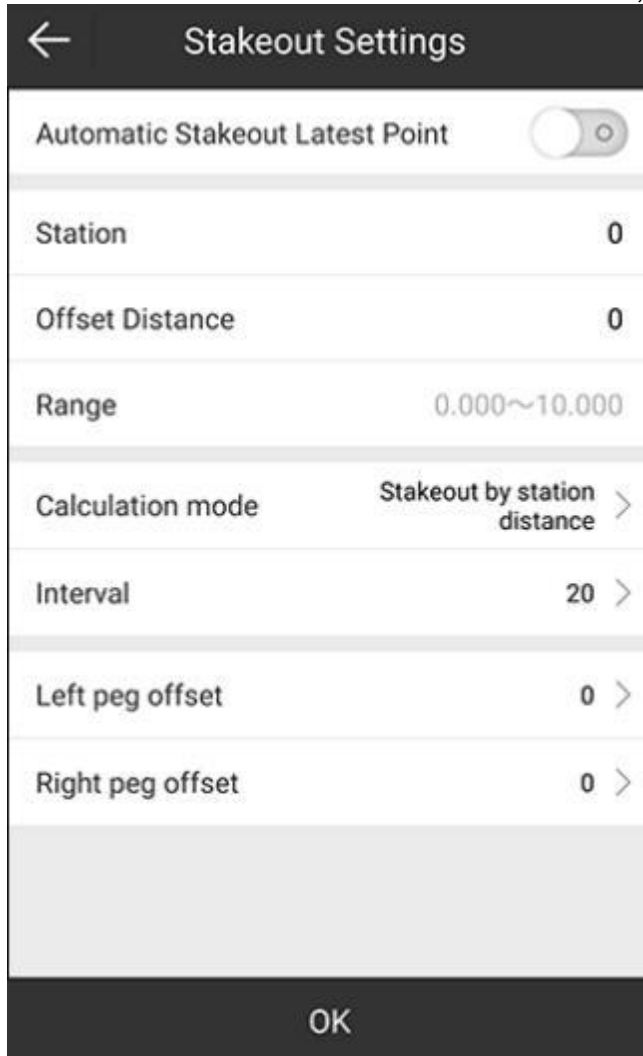 Stakeout Settings
Automatic Stakeout Latest Point
Station 0
Offset Distance 0
Range 0.000～10.000
Calculation mode Stakeout by station
distance
Interval 20
Left peg offset 0
Right peg offset 0
OK